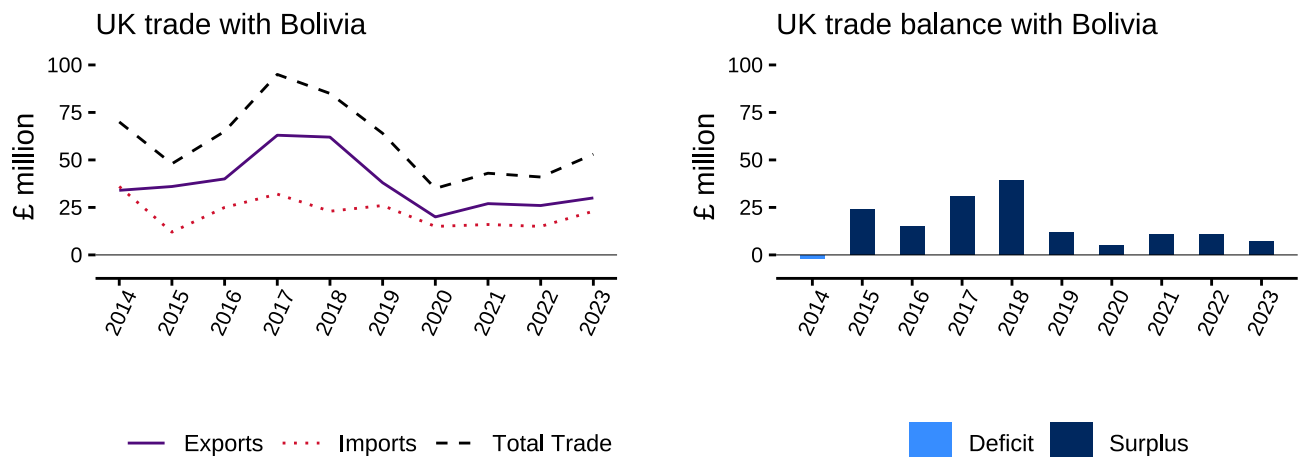 UK trade with Bolivia
£ million
100
75
50
25
0
2014 2015 2016 2017 2018 2019 2020 2021 2022 2023
Exports Imports Total Trade
UK trade balance with Bolivia
£ million
100
75
50
25
0
2014 2015 2016 2017 2018 2019 2020 2021 2022 2023
Deficit Surplus